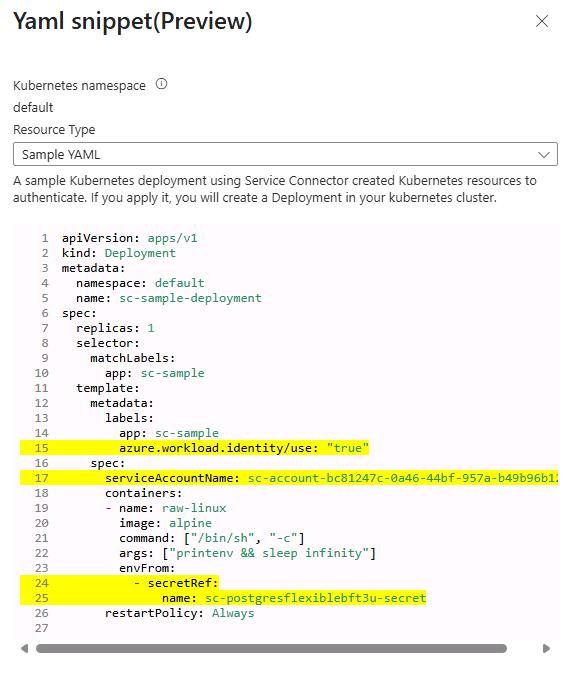 Yaml snippet(Preview)
Kubernetes namespace
default
Resource Type
Sample YAML
A sample Kubernetes deployment using Service Connector created Kubernetes resources to
authenticate. If you apply it, you will create a Deployment in your kubernetes cluster.
1 apiVersion: apps/v1
2 kind: Deployment
3 metadata:
4   namespace: default
5   name: sc-sample-deployment
6 spec:
7   replicas: 1
8   selector:
9     matchLabels:
10       app: sc-sample
11   template:
12     metadata:
13       labels:
14         app: sc-sample
15         azure.workload.identity/use: "true"
16     spec:
17       serviceAccountName: sc-account-bc81247c-0a46-44bf-957a-b49b96b12
18       containers:
19       - name: raw-linux
20         image: alpine
21         command: ["/bin/sh", "-c"]
22         args: ["printenv && sleep infinity"]
23         envFrom:
24           - secretRef:
25               name: sc-postgresflexiblebft3u-secret
26       restartPolicy: Always
27